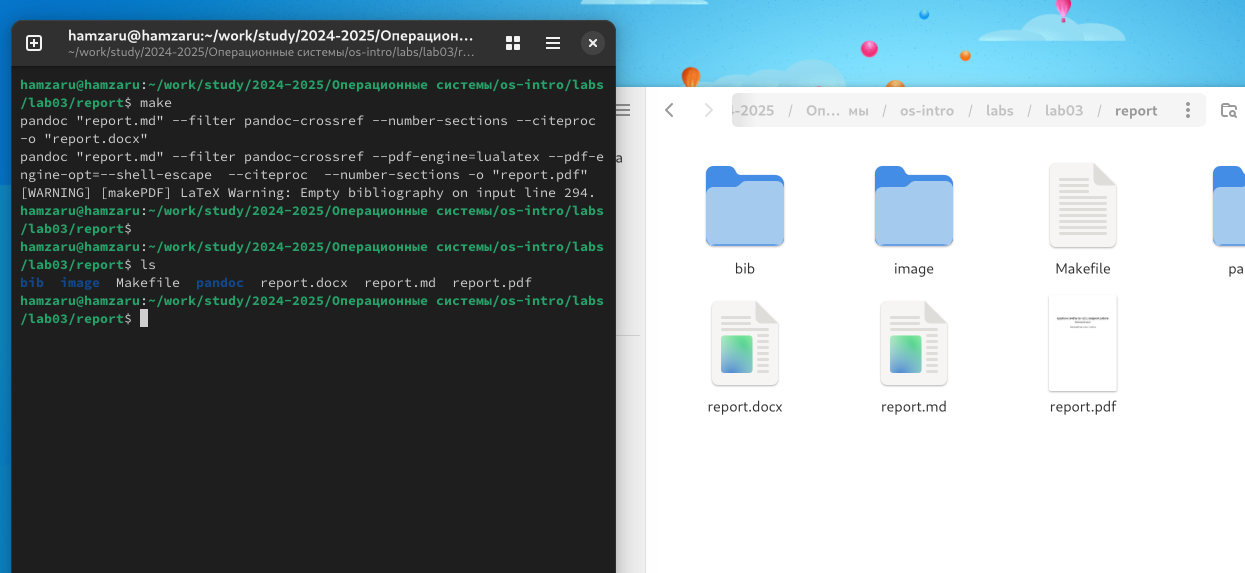 hamzaru@hamzaru:~/work/study/2024-2025/Операцион...
~/work/study/2024-2025/Операционные системы/os-intro/labs/lab03/r...
hamzaru@hamzaru:~/work/study/2024-2025/Операционные системы/os-intro/labs
/lab03/report$ make
pandoc "report.md" --filter pandoc-crossref --number-sections --citeproc
-o "report.docx"
pandoc "report.md" --filter pandoc-crossref --pdf-engine=lualatex --pdf-e
ngine-opt=--shell-escape  --citeproc  --number-sections -o "report.pdf"
[WARNING] [makePDF] LaTeX Warning: Empty bibliography on input line 294.
hamzaru@hamzaru:~/work/study/2024-2025/Операционные системы/os-intro/labs
/lab03/report$
hamzaru@hamzaru:~/work/study/2024-2025/Операционные системы/os-intro/labs
/lab03/report$ ls
bib  image  Makefile  pandoc  report.docx  report.md  report.pdf
hamzaru@hamzaru:~/work/study/2024-2025/Операционные системы/os-intro/labs
/lab03/report$
4-2025 / Оп... мы / os-intro / labs / lab03 / report
а
bib image Makefile pa
report.docx report.md report.pdf